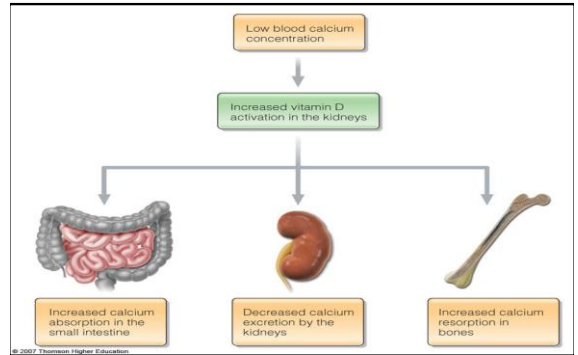 Low blood calcium
concentration
Increased vitamin D
activation in the kidneys
Increased calcium
absorption in the
small intestine
Decreased calcium
excretion by the
kidneys
Increased calcium
resorption in
bones
© 2007 Thomson Higher Education